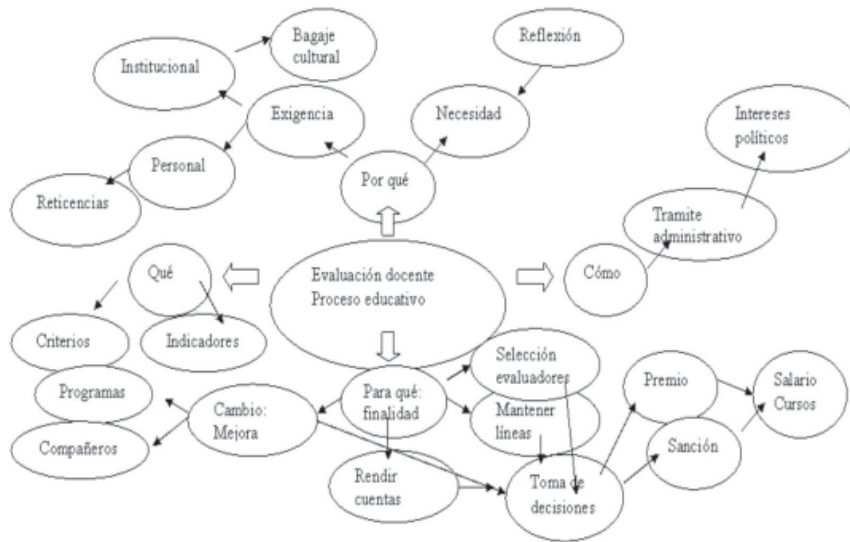 Bagaje
cultural
Reflexión
Institucional
Exigencia
Necesidad
Intereses
políticos
Personal
Por qué
Reticencias
Tramite
administrativo
Qué
Evaluación docente
Proceso educativo
Cómo
Criterios
Indicadores
Selección
evaluadores
Programas
Cambio:
Mejora
Para qué:
finalidad
Mantener
líneas
Premio
Salario
Cursos
Compañeros
Sanción
Rendir
cuentas
Toma de
decisiones